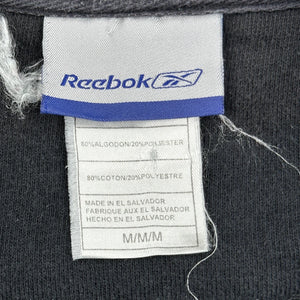 Reebok
80%ALGODON/20%POLYESTER
80%COTON/20%POLYESTRE
MADE IN EL SALVADOR
FABRIQUE AUX EL SALVADOR
HECHO EN EL SALVADOR
M/M/M